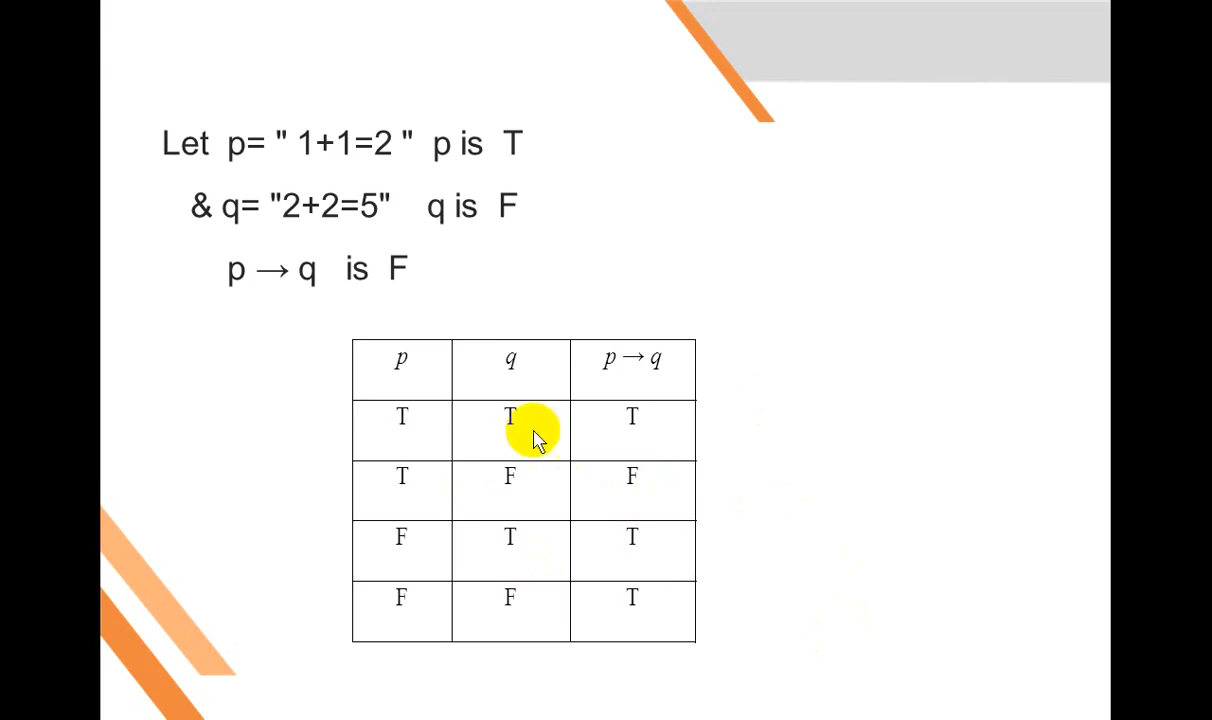 Let p= " 1+1=2 " p is T
& q= "2+2=5" q is F
p → q is F
p q p → q
T T T
T F F
F T T
F F T